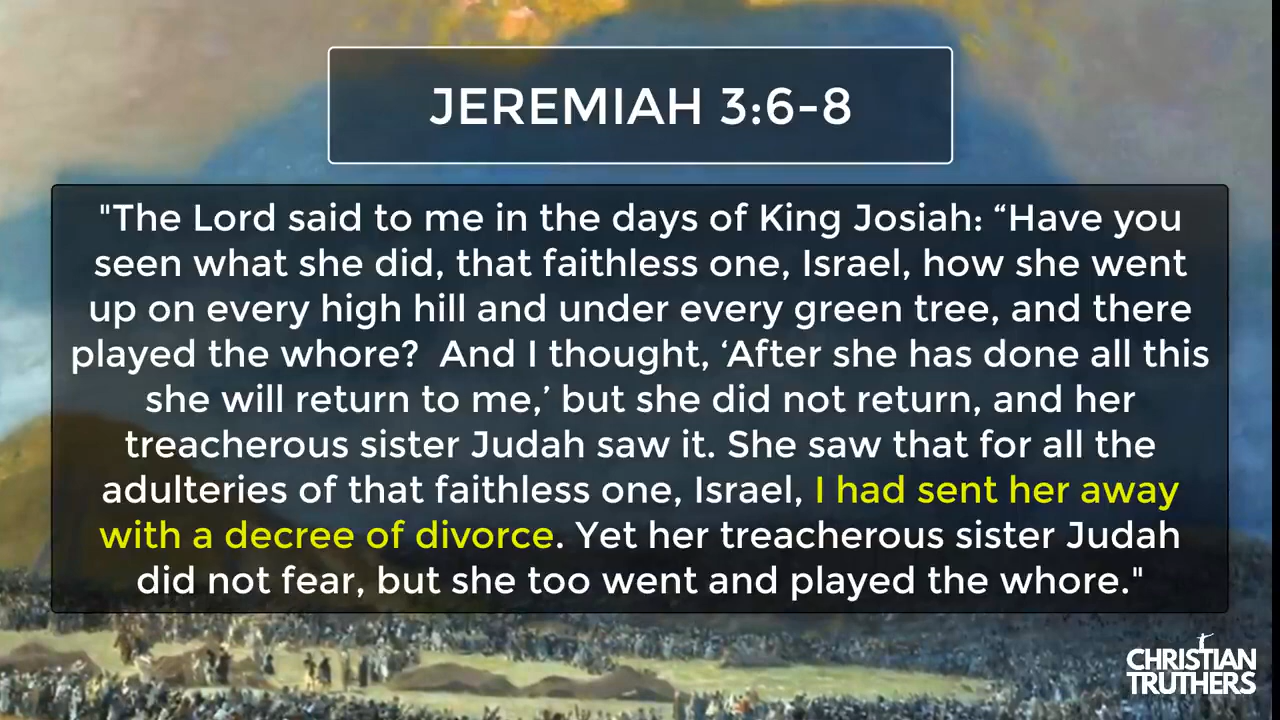 JEREMIAH 3:6-8
"The Lord said to me in the days of King Josiah: “Have you
seen what she did, that faithless one, Israel, how she went
up on every high hill and under every green tree, and there
played the whore?  And I thought, ‘After she has done all this
she will return to me,’ but she did not return, and her
treacherous sister Judah saw it. She saw that for all the
adulteries of that faithless one, Israel, I had sent her away
with a decree of divorce. Yet her treacherous sister Judah
did not fear, but she too went and played the whore."
CHRISTIAN
TRUTHERS